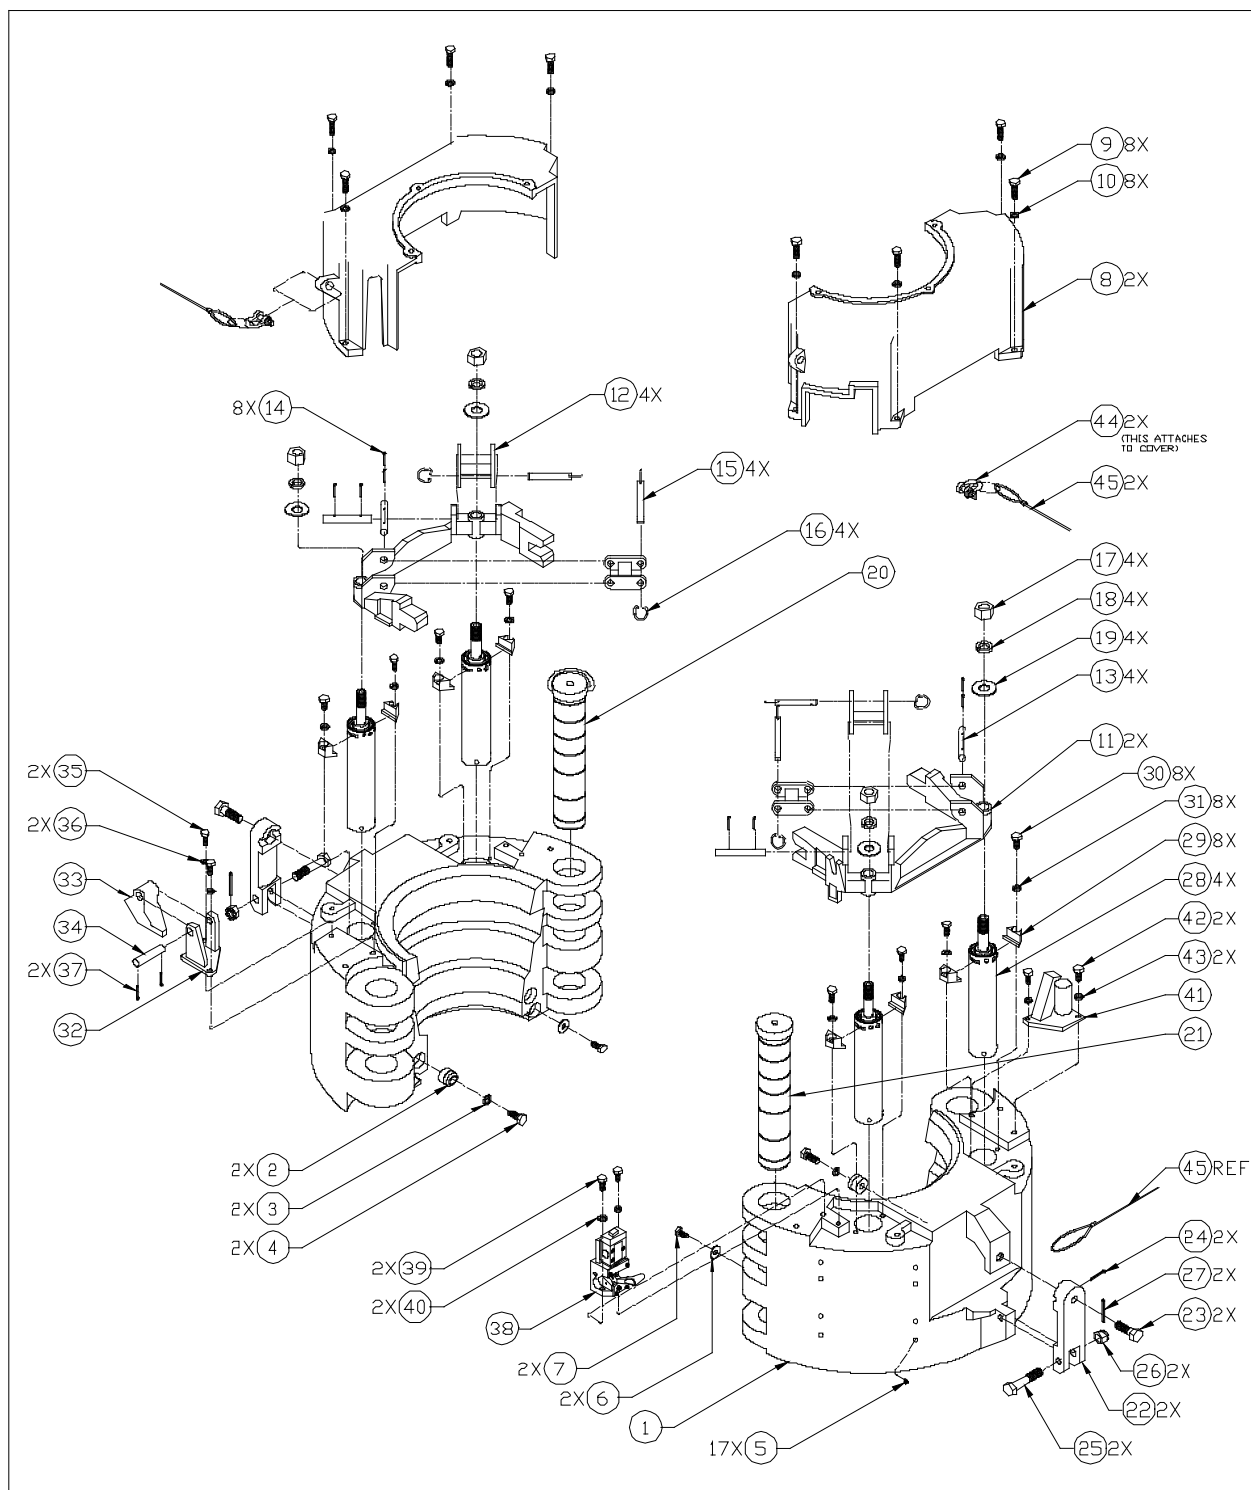 9 8X
10 8X
8 2X
12 4X
8X 14
44 2X
(THIS ATTACHES
TO COVER)
15 4X
45 2X
16 4X
17 4X
20
18 4X
19 4X
13 4X
11 2X
2X 35
30 8X
31 8X
2X 36
29 8X
33
28 4X
42 2X
34
43 2X
2X 37
41
32
21
2X 2
45 REF
2X 3
24 2X
2X 4
2X 39
27 2X
2X 40
23 2X
38
2X 7
26 2X
2X 6
22 2X
1
17X 5
25 2X